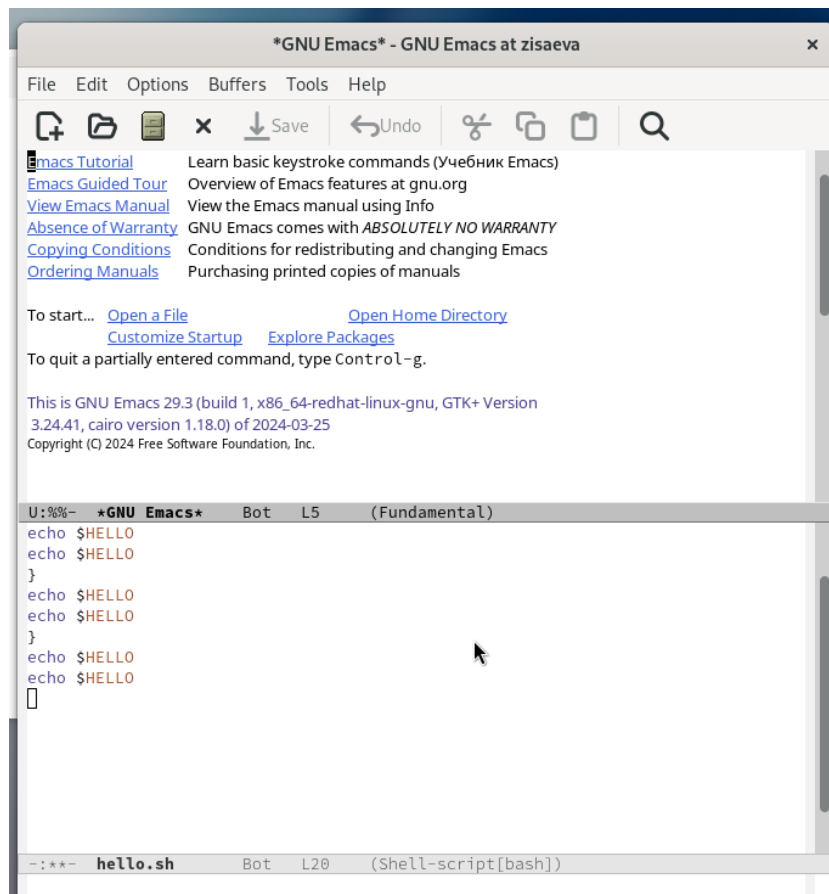 *GNU Emacs* - GNU Emacs at zisaeva
File Edit Options Buffers Tools Help
Save Undo
Emacs Tutorial Learn basic keystroke commands (Учебник Emacs)
Emacs Guided Tour Overview of Emacs features at gnu.org
View Emacs Manual View the Emacs manual using Info
Absence of Warranty GNU Emacs comes with ABSOLUTELY NO WARRANTY
Copying Conditions Conditions for redistributing and changing Emacs
Ordering Manuals Purchasing printed copies of manuals
To start... Open a File Open Home Directory
Customize Startup Explore Packages
To quit a partially entered command, type Control-g.
This is GNU Emacs 29.3 (build 1, x86_64-redhat-linux-gnu, GTK+ Version
3.24.41, cairo version 1.18.0) of 2024-03-25
Copyright (C) 2024 Free Software Foundation, Inc.
U:%%- *GNU Emacs* Bot L5 (Fundamental)
echo $HELLO
echo $HELLO
}
echo $HELLO
echo $HELLO
}
echo $HELLO
echo $HELLO
-:**- hello.sh Bot L20 (Shell-script[bash])